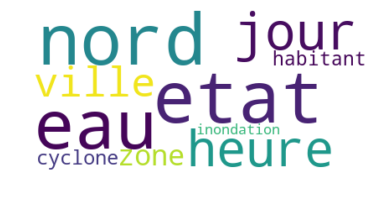 nord jour
habitant
ville etat
eau inondation
cyclone zone heure